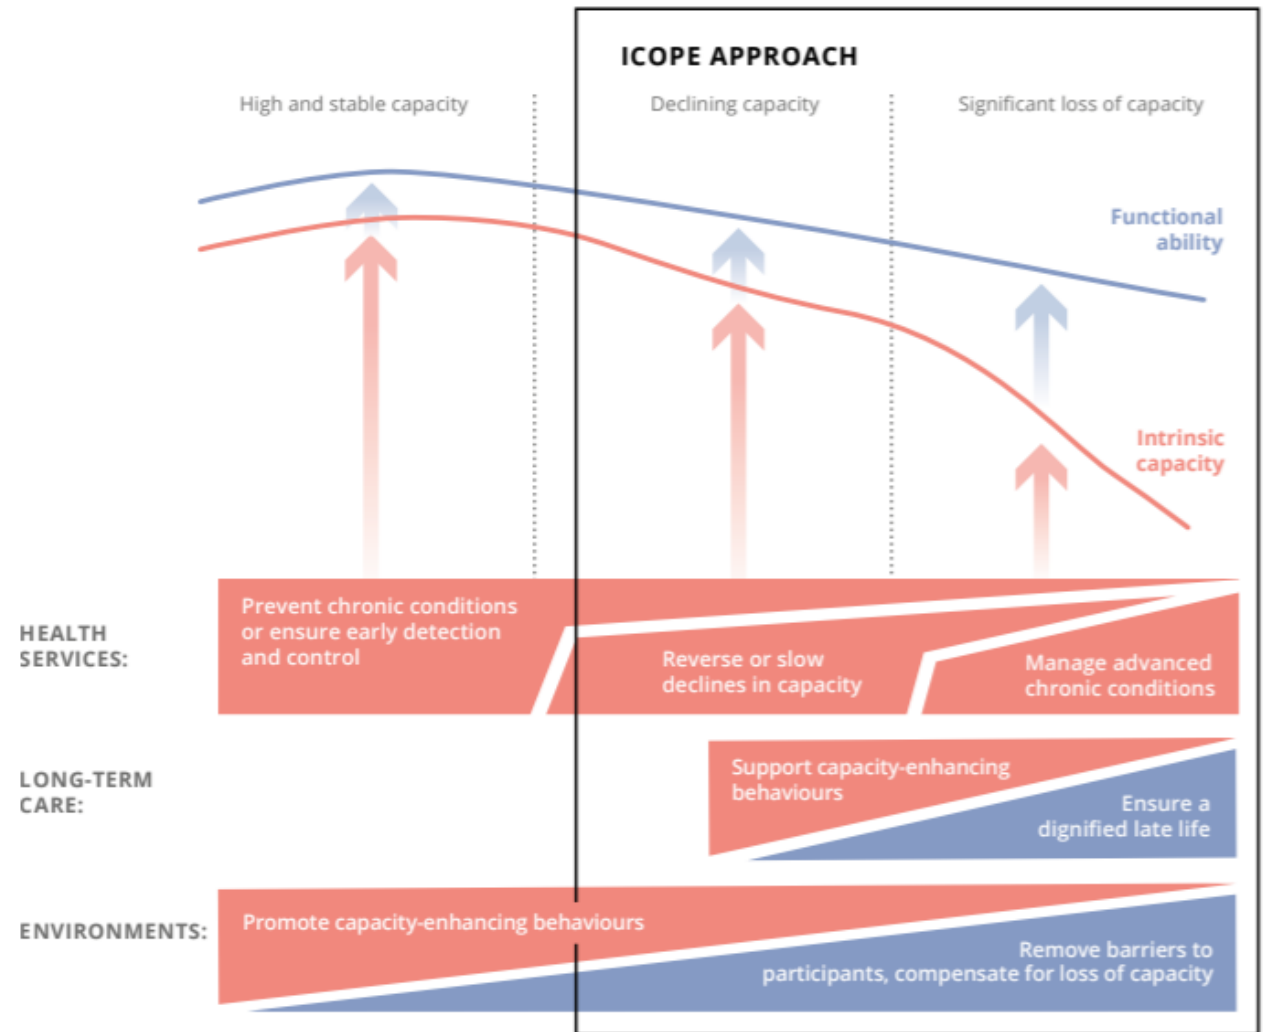 ICOPE APPROACH
High and stable capacity
Declining capacity
Significant loss of capacity
Functional
ability
Intrinsic
capacity
HEALTH
SERVICES:
Prevent chronic conditions
or ensure early detection
and control
Reverse or slow
declines in capacity
Manage advanced
chronic conditions
LONG-TERM
CARE:
Support capacity-enhancing
behaviours
Ensure a
dignified late life
ENVIRONMENTS:
Promote capacity-enhancing behaviours
Remove barriers to
participants, compensate for loss of capacity